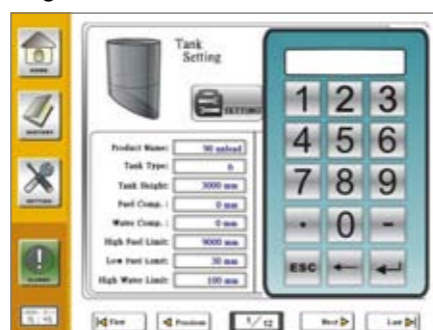 Tank
Setting
SETTING
HOME
Product Name: 90 unlead
Tank Type: 6
Tank Height: 3000 mm
Fuel Comp. : 0 mm
Water Comp. : 0 mm
High Fuel Limit: 9000 mm
Low Fuel Limit: 30 mm
High Water Limit: 100 mm
1 2 3
4 5 6
7 8 9
. 0 -
ESC ← ↵
SETTING
ALARM
First
Previous
1/12
Next
Last